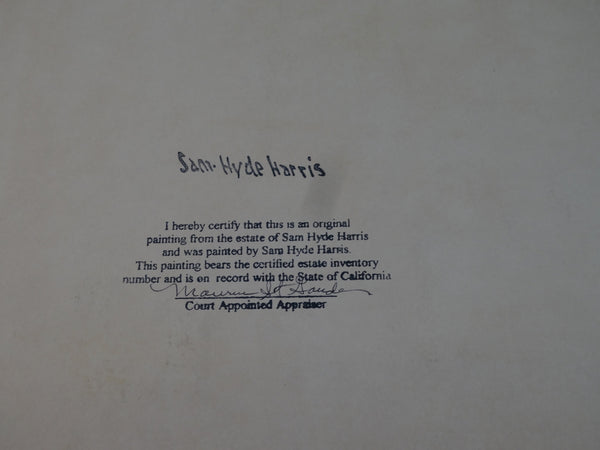 Sam Hyde Harris
I hereby certify that this is an original
painting from the estate of Sam Hyde Harris
and was painted by Sam Hyde Harris.
This painting bears the certified estate inventory
number and is on record with the State of California
Court Appointed Appraiser